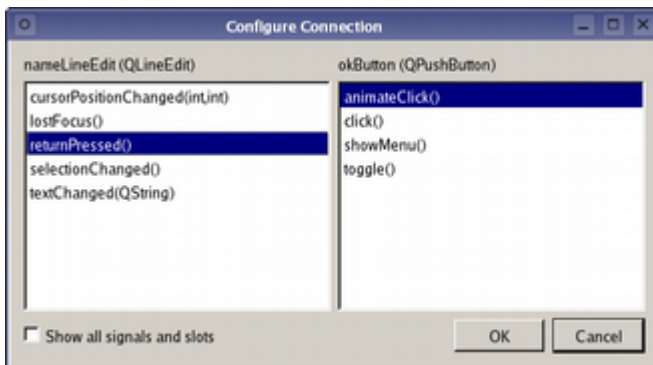 Configure Connection
nameLineEdit (QLineEdit)
cursorPositionChanged(int,int)
lostFocus()
returnPressed()
selectionChanged()
textChanged(QString)
okButton (QPushButton)
animateClick()
click()
showMenu()
toggle()
Show all signals and slots
OK
Cancel